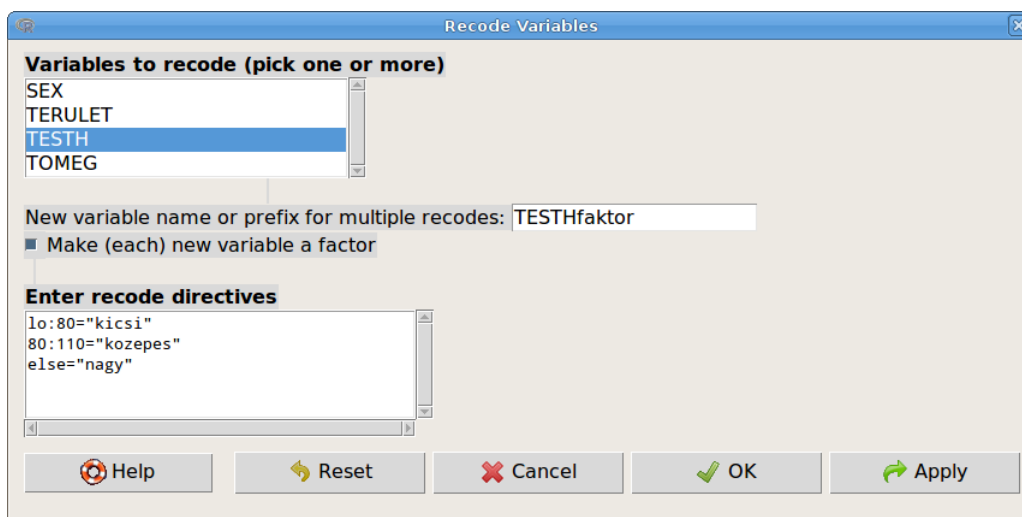 Recode Variables
Variables to recode (pick one or more)
SEX
TERULET
TESTH
TOMEG
New variable name or prefix for multiple recodes: TESTHfaktor
Make (each) new variable a factor
Enter recode directives
lo:80="kicsi"
80:110="kozepes"
else="nagy"
Help Reset Cancel OK Apply